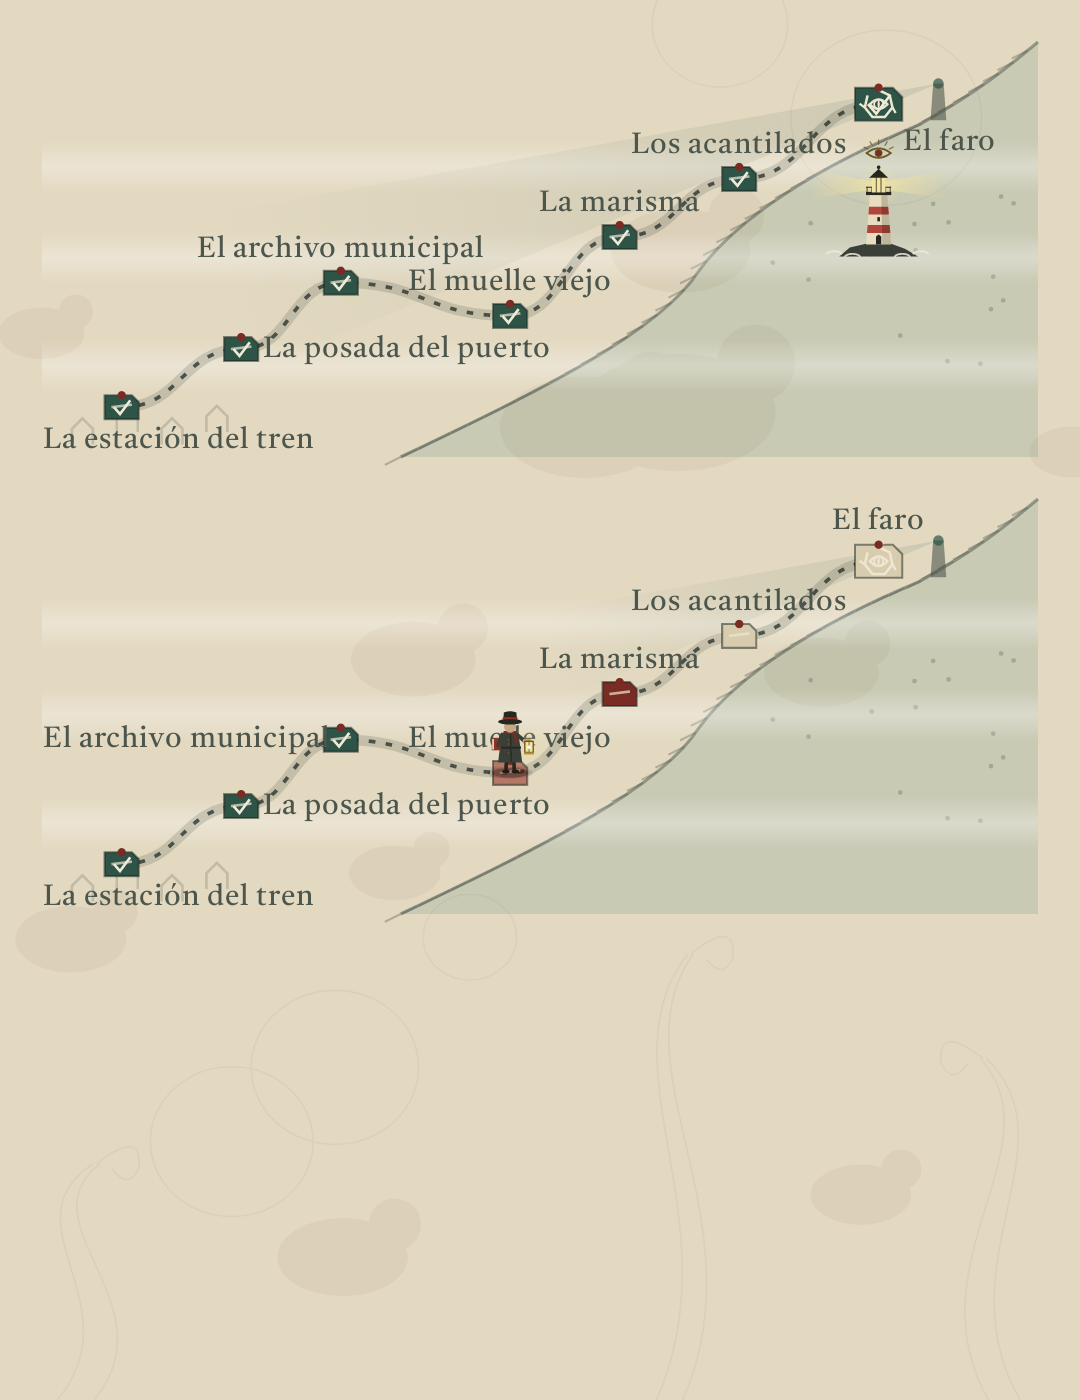 Los acantilados
El faro
La marisma
El archivo municipal
El muelle viejo
La posada del puerto
La estación del tren
El faro
Los acantilados
La marisma
El archivo municipal
El muelle viejo
La posada del puerto
La estación del tren